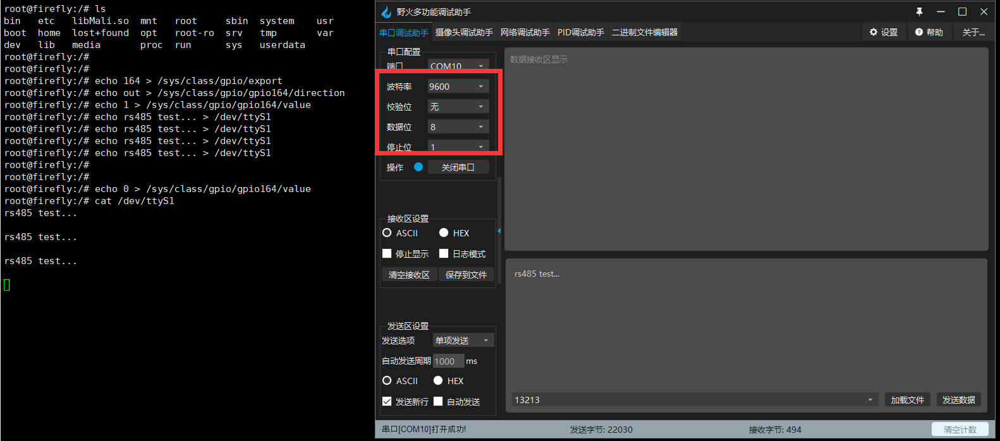 root@firefly:/# ls
bin   etc   libMali.so  mnt   root     sbin  system    usr
boot  home  lost+found  opt   root-ro  srv   tmp       var
dev   lib   media       proc  run      sys   userdata
root@firefly:/#
root@firefly:/#
root@firefly:/# echo 164 > /sys/class/gpio/export
root@firefly:/# echo out > /sys/class/gpio/gpio164/direction
root@firefly:/# echo 1 > /sys/class/gpio/gpio164/value
root@firefly:/# echo rs485 test... > /dev/ttyS1
root@firefly:/# echo rs485 test... > /dev/ttyS1
root@firefly:/# echo rs485 test... > /dev/ttyS1
root@firefly:/# echo rs485 test... > /dev/ttyS1
root@firefly:/#
root@firefly:/#
root@firefly:/# echo 0 > /sys/class/gpio/gpio164/value
root@firefly:/# cat /dev/ttyS1
rs485 test...
rs485 test...
rs485 test...
野火多功能调试助手
串口调试助手 摄像头调试助手 网络调试助手 PID调试助手 二进制文件编辑器 设置 帮助 关于...
串口配置
端口 COM10
波特率 9600
校验位 无
数据位 8
停止位 1
操作 关闭串口
接收区设置
ASCII HEX
停止显示 日志模式
清空接收区 保存到文件
发送区设置
发送选项 单项发送
自动发送周期 1000 ms
ASCII HEX
发送新行 自动发送
数据接收区显示
rs485 test...
13213 加载文件 发送数据
串口[COM10]打开成功! 发送字节: 22030 接收字节: 494 清空计数